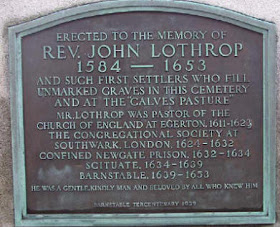 ERECTED TO THE MEMORY OF
REV. JOHN LOTHROP
1584 — 1653
AND SUCH FIRST SETTLERS WHO FILL
UNMARKED GRAVES IN THIS CEMETERY
AND AT THE "CALVES PASTURE"
MR. LOTHROP WAS PASTOR OF THE
CHURCH OF ENGLAND AT EGERTON, 1611-1623
THE CONGREGATIONAL SOCIETY AT
SOUTHWARK, LONDON, 1624-1632
CONFINED NEWGATE PRISON, 1632-1634
SCITUATE, 1634-1639
BARNSTABLE, 1639-1653
HE WAS A GENTLE, KINDLY MAN AND BELOVED BY ALL WHO KNEW HIM
BARNSTABLE TERCENTENARY 1939